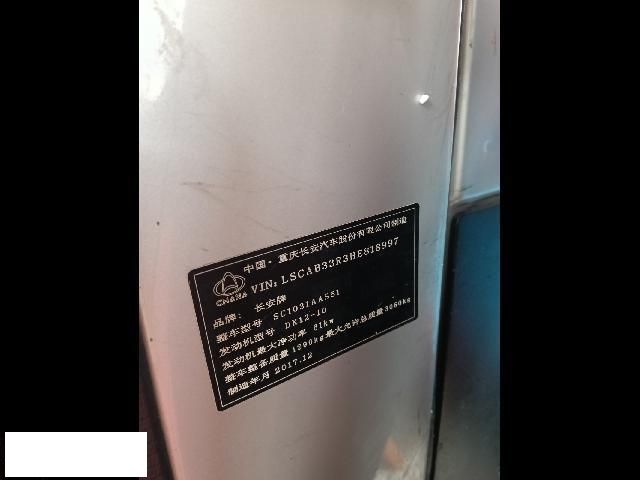 中国·重庆长安汽车股份有限公司制造
CHANA VIN: LSCAB33R3HE818997
品牌: 长安牌
整车型号 SC1031AAS51
发动机型号 DK12-10
发动机最大净功率 81kw
整车整备质量 1290kg 最大允许总质量
制造年月 2017.12